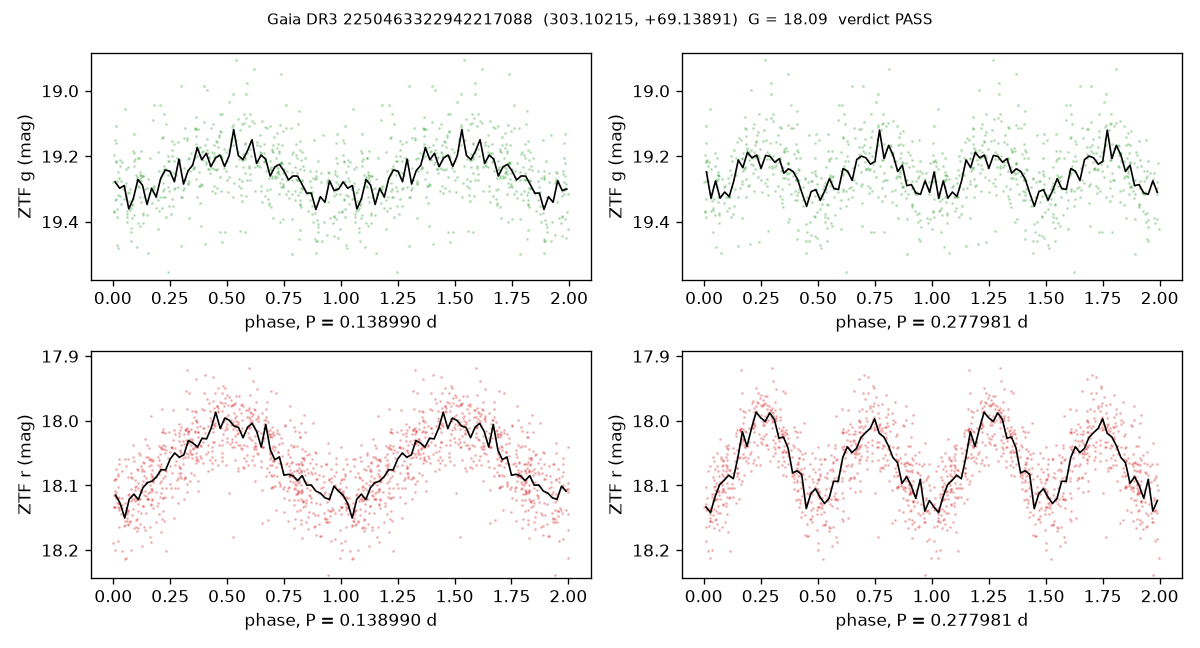 Gaia DR3 2250463322942217088 (303.10215, +69.13891) G = 18.09 verdict PASS
ZTF g (mag)
19.0
19.2
19.4
0.00 0.25 0.50 0.75 1.00 1.25 1.50 1.75 2.00
phase, P = 0.138990 d
ZTF g (mag)
19.0
19.2
19.4
0.00 0.25 0.50 0.75 1.00 1.25 1.50 1.75 2.00
phase, P = 0.277981 d
ZTF r (mag)
17.9
18.0
18.1
18.2
0.00 0.25 0.50 0.75 1.00 1.25 1.50 1.75 2.00
phase, P = 0.138990 d
ZTF r (mag)
17.9
18.0
18.1
18.2
0.00 0.25 0.50 0.75 1.00 1.25 1.50 1.75 2.00
phase, P = 0.277981 d